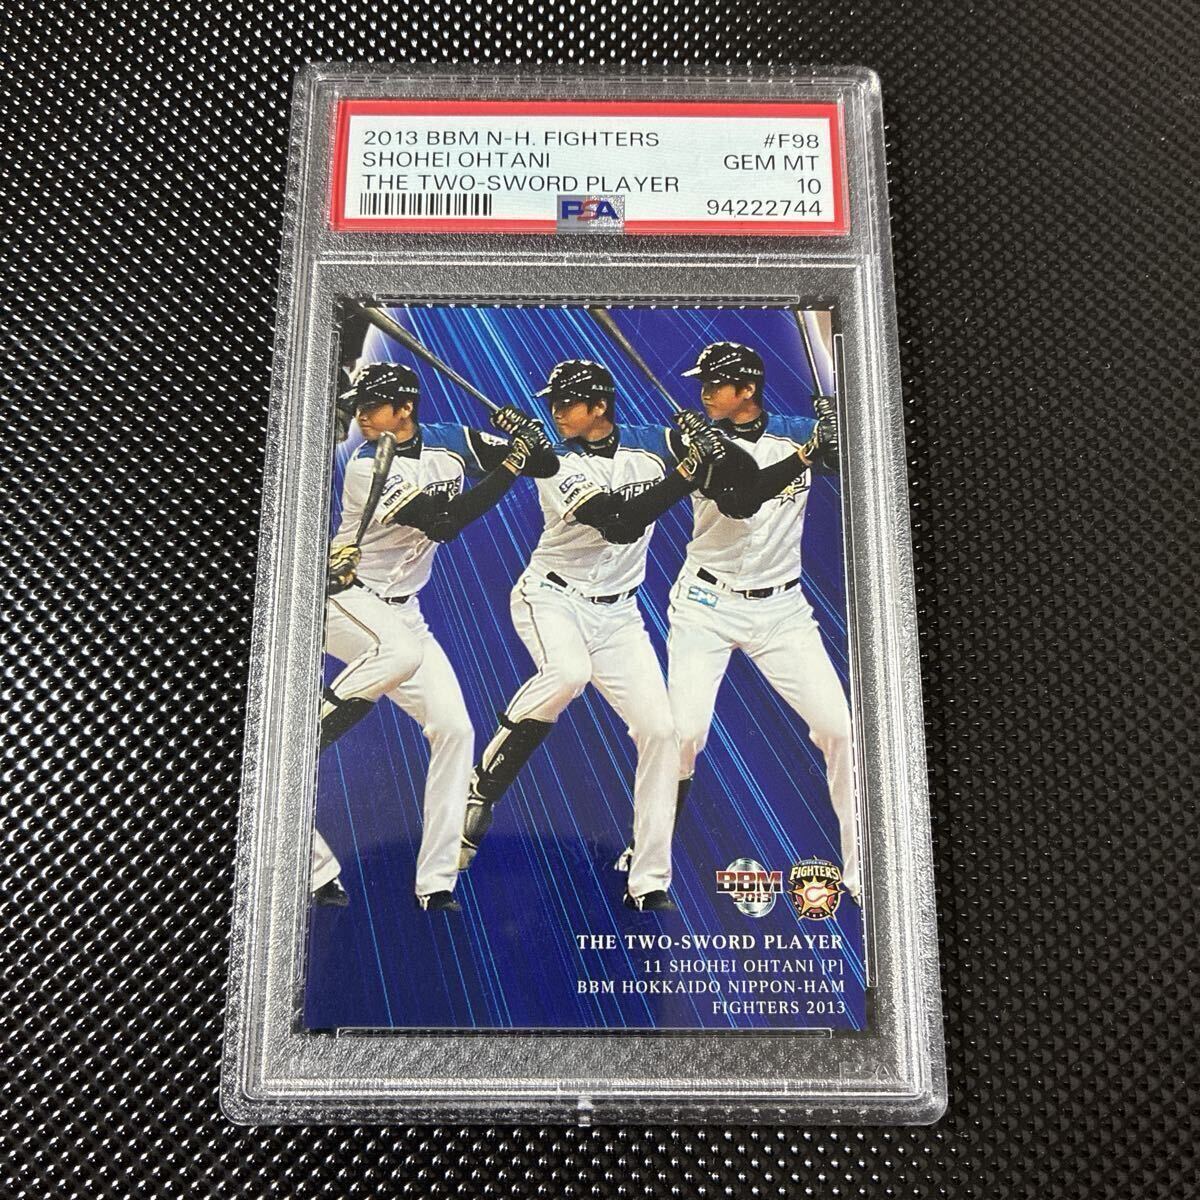 2013 BBM N-H. FIGHTERS #F98
SHOHEI OHTANI GEM MT
THE TWO-SWORD PLAYER 10
PSA 94222744
BBM
2013
FIGHTERS
THE TWO-SWORD PLAYER
11 SHOHEI OHTANI [P]
BBM HOKKAIDO NIPPON-HAM
FIGHTERS 2013
PSA